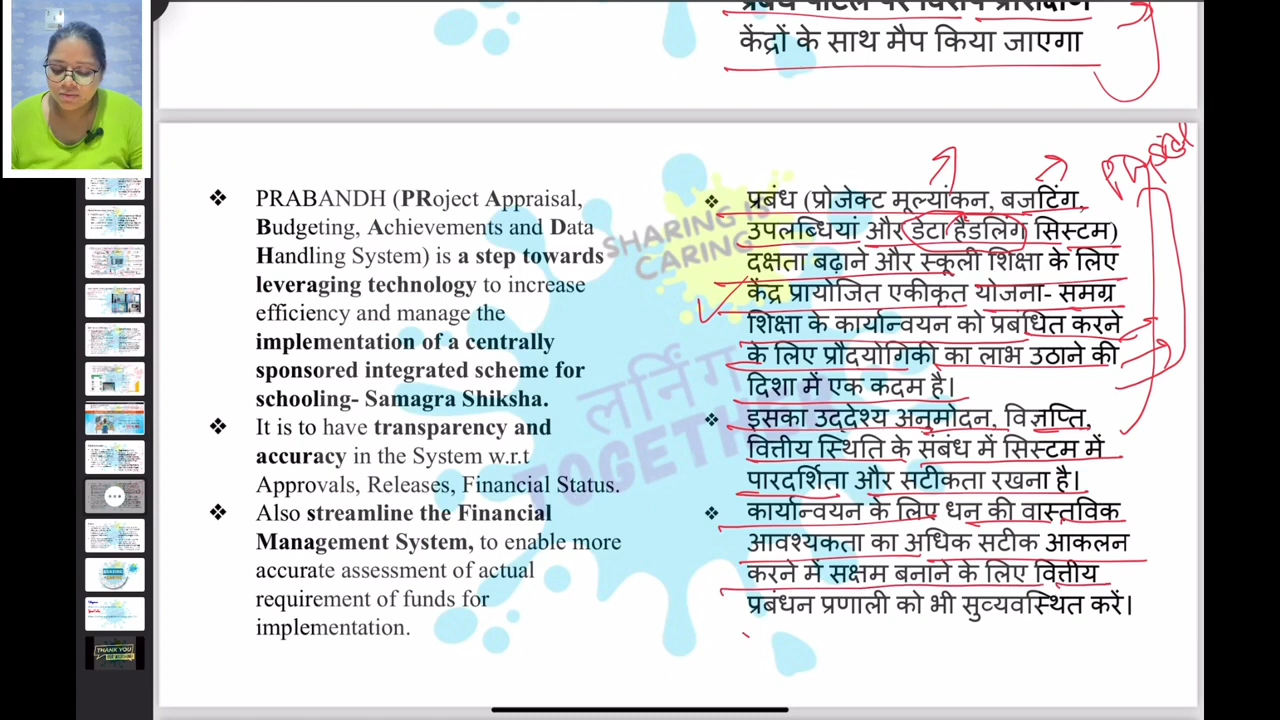 केंद्रों के साथ मैप किया जाएगा
❖ PRABANDH (PRoject Appraisal,
Budgeting, Achievements and Data
Handling System) is a step towards
leveraging technology to increase
efficiency and manage the
implementation of a centrally
sponsored integrated scheme for
schooling- Samagra Shiksha.
❖ It is to have transparency and
accuracy in the System w.r.t
Approvals, Releases, Financial Status.
❖ Also streamline the Financial
Management System, to enable more
accurate assessment of actual
requirement of funds for
implementation.
❖ प्रबंध (प्रोजेक्ट मूल्यांकन, बजटिंग,
उपलब्धियां और डेटा हैंडलिंग सिस्टम)
दक्षता बढ़ाने और स्कूली शिक्षा के लिए
केंद्र प्रायोजित एकीकृत योजना- समग्र
शिक्षा के कार्यान्वयन को प्रबंधित करने
के लिए प्रौद्योगिकी का लाभ उठाने की
दिशा में एक कदम है।
❖ इसका उद्देश्य अनुमोदन, विज्ञप्ति,
वित्तीय स्थिति के संबंध में सिस्टम में
पारदर्शिता और सटीकता रखना है।
❖ कार्यान्वयन के लिए धन की वास्तविक
आवश्यकता का अधिक सटीक आकलन
करने में सक्षम बनाने के लिए वित्तीय
प्रबंधन प्रणाली को भी सुव्यवस्थित करें।
SHARING IS
CARING
लर्निंग
TOGETHER
THANK YOU